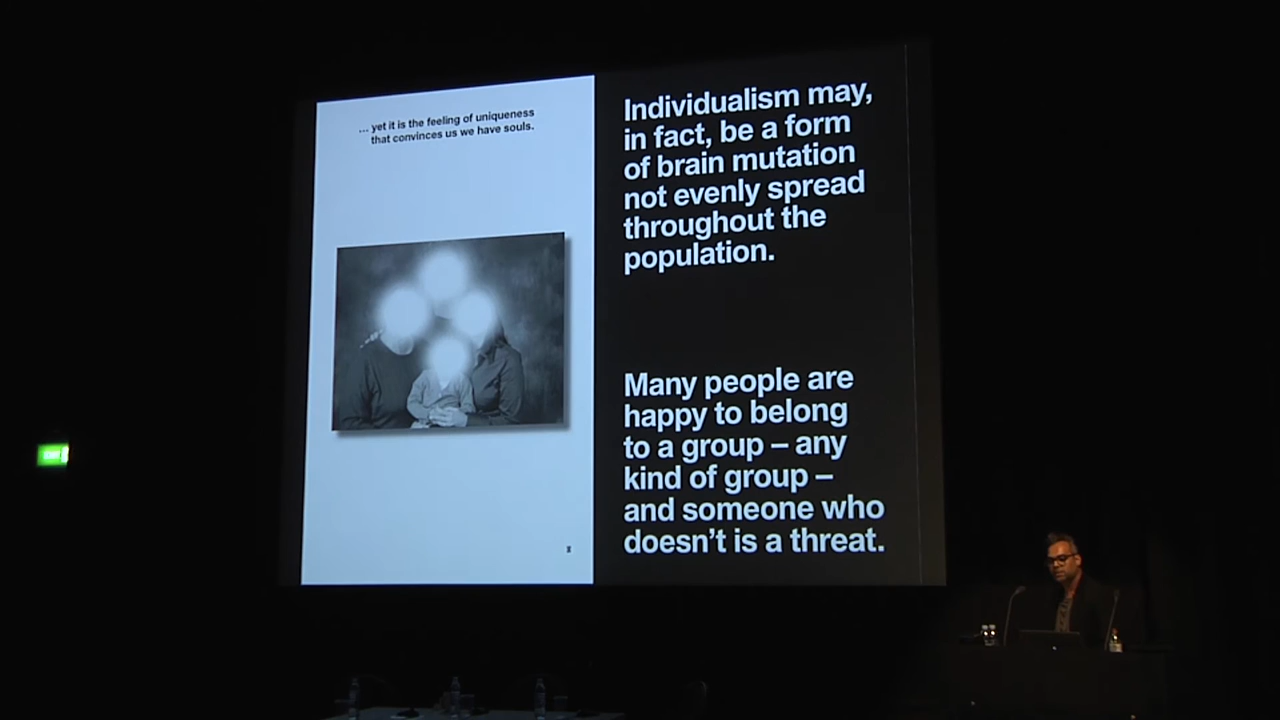 ... yet it is the feeling of uniqueness
that convinces us we have souls.
Individualism may,
in fact, be a form
of brain mutation
not evenly spread
throughout the
population.
Many people are
happy to belong
to a group – any
kind of group –
and someone who
doesn't is a threat.